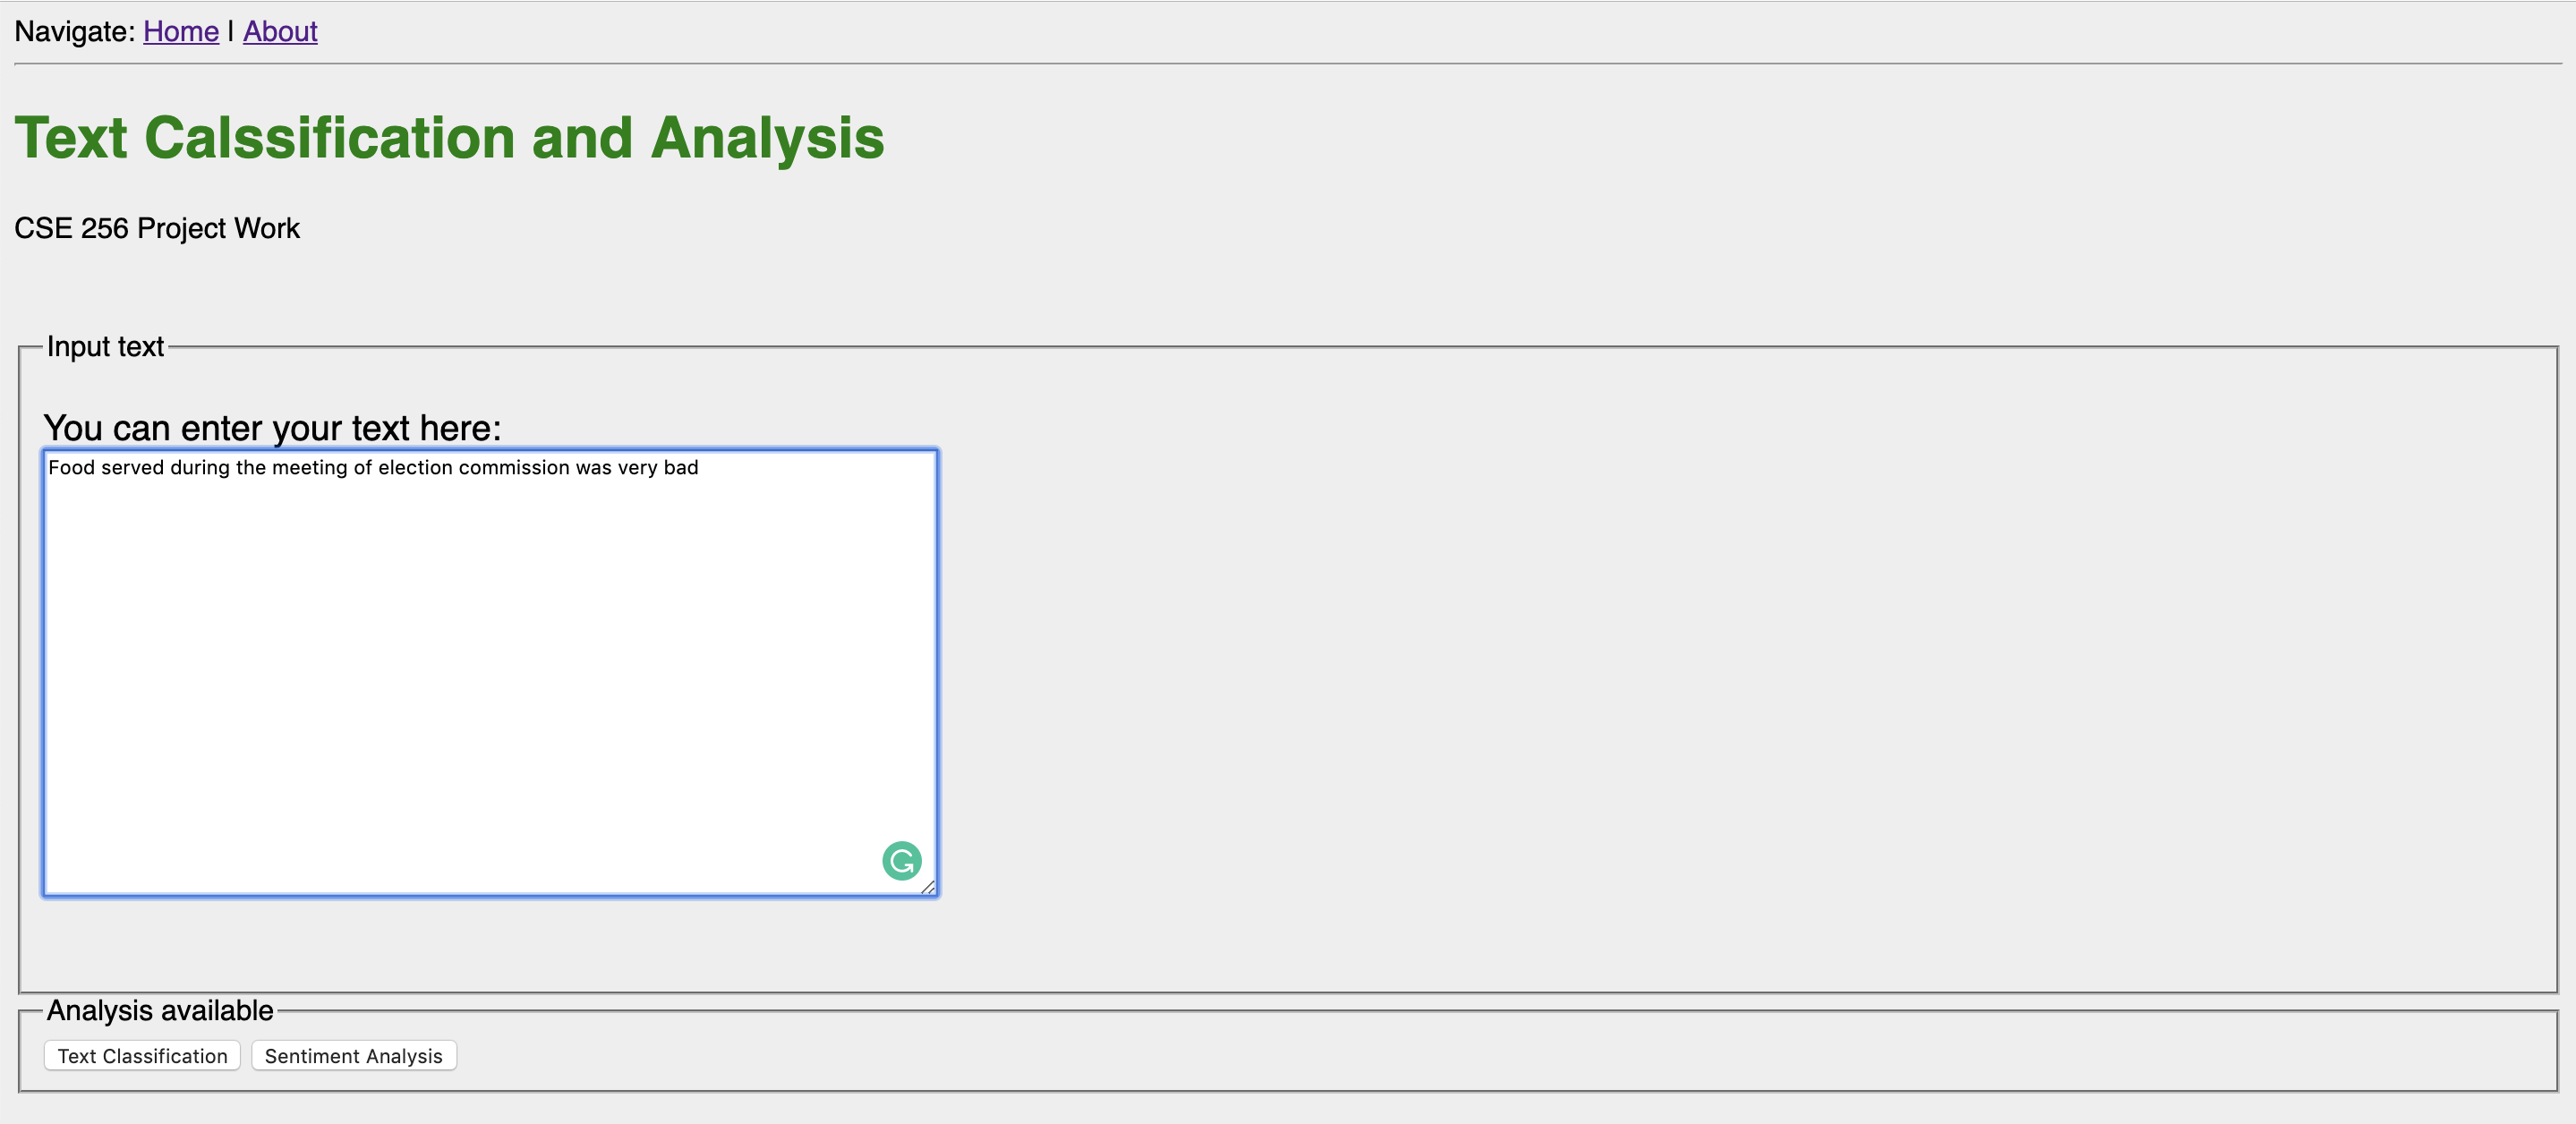 Navigate: Home | About
Text Calssification and Analysis
CSE 256 Project Work
Input text
You can enter your text here:
Food served during the meeting of election commission was very bad
Analysis available
Text Classification Sentiment Analysis